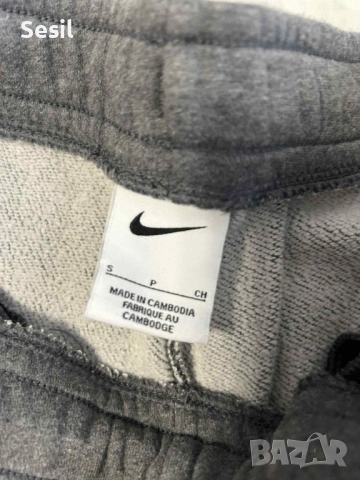 Sesil
S P CH
MADE IN CAMBODIA
FABRIQUE AU
CAMBODGE
BAZAR